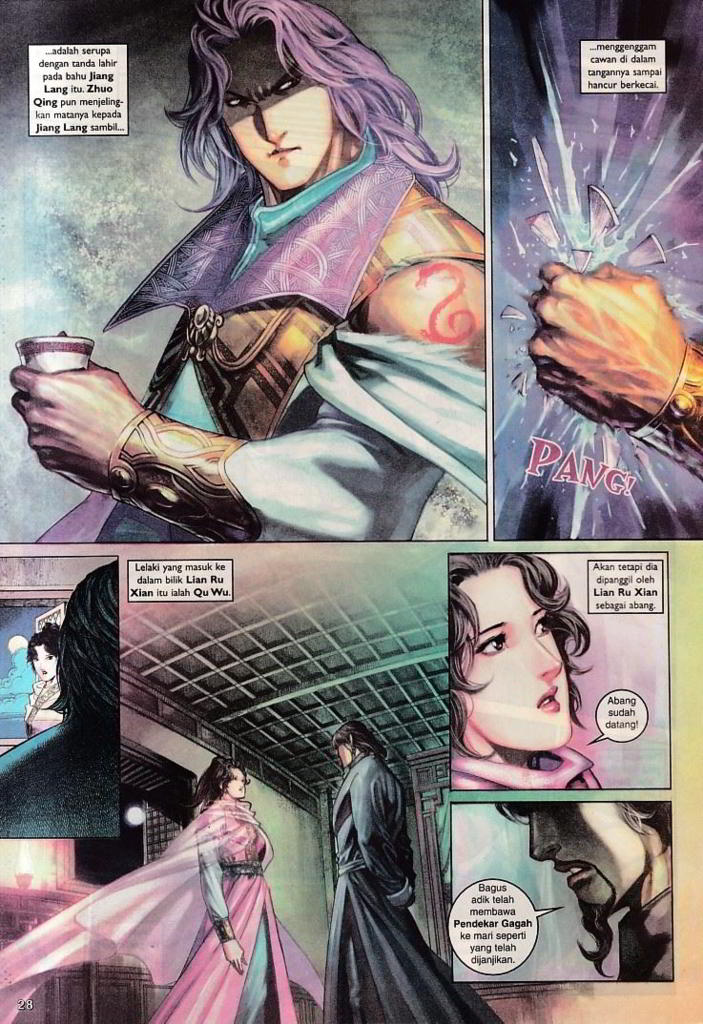 ...adalah serupa
dengan tanda lahir
pada bahu Jiang
Lang itu. Zhuo
Qing pun menjeling-
kan matanya kepada
Jiang Lang sambil...
...menggenggam
cawan di dalam
tangannya sampai
hancur berkecai.
PANG!
Lelaki yang masuk ke
dalam bilik Lian Ru
Xian itu ialah Qu Wu.
Akan tetapi dia
dipanggil oleh
Lian Ru Xian
sebagai abang.
Abang
sudah
datang!
Bagus
adik telah
membawa
Pendekar Gagah
ke mari seperti
yang telah
dijanjikan.
28